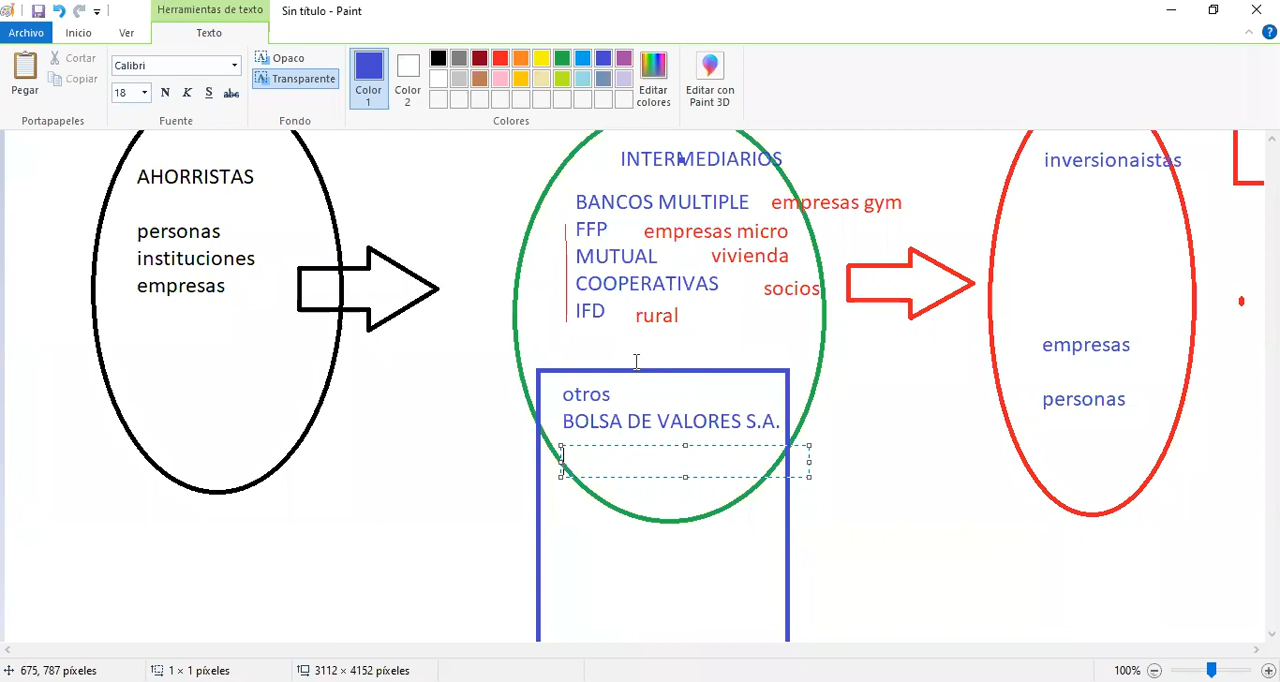 Herramientas de texto
Sin título - Paint
Archivo Inicio Ver Texto
Pegar
Cortar
Copiar
Portapapeles
Calibri
18
N K S abc
Fuente
A Opaco
A Transparente
Fondo
Color 1
Color 2
Editar colores
Colores
Editar con Paint 3D
AHORRISTAS
personas
instituciones
empresas
INTERMEDIARIOS
BANCOS MULTIPLE empresas gym
FFP empresas micro
MUTUAL vivienda
COOPERATIVAS socios
IFD rural
otros
BOLSA DE VALORES S.A.
inversionaistas
empresas
personas
675, 787 píxeles
1 × 1 píxeles
3112 × 4152 píxeles
100%